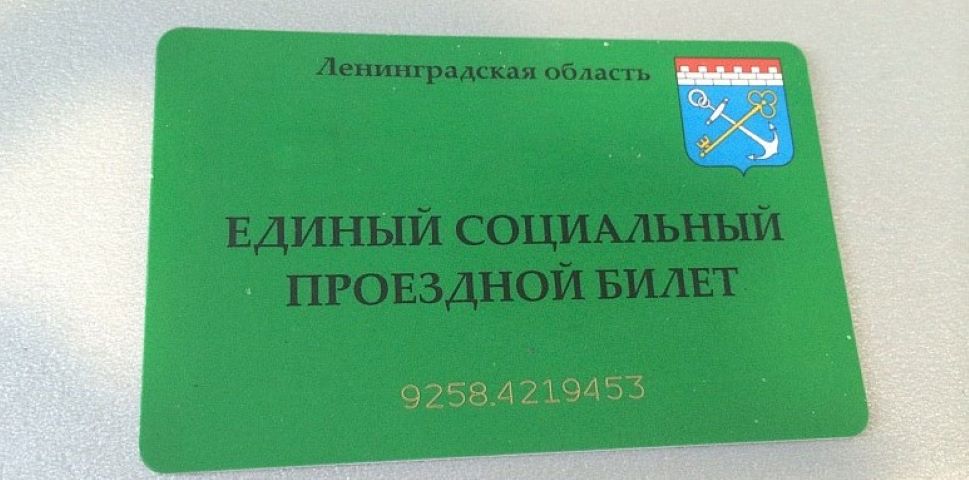 Ленинградская область
ЕДИНЫЙ СОЦИАЛЬНЫЙ
ПРОЕЗДНОЙ БИЛЕТ
9258.4219453